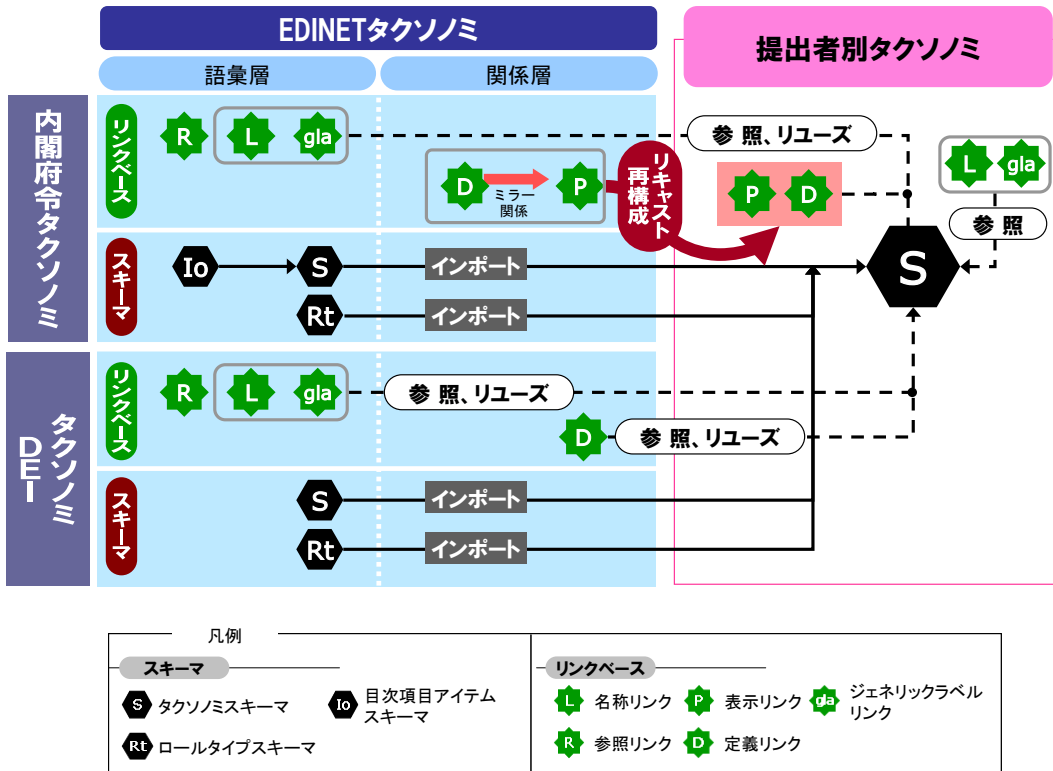 EDINETタクソノミ
提出者別タクソノミ
語彙層
関係層
内閣府令タクソノミ
リンクベース
R
L
gla
参 照、リユーズ
L
gla
D
ミラー
関係
P
リキャスト
再構成
P
D
参 照
スキーマ
Io
S
インポート
S
Rt
インポート
タクソノミ
DEI
リンクベース
R
L
gla
参 照、リユーズ
D
参 照、リユーズ
スキーマ
S
インポート
Rt
インポート
凡例
スキーマ
S
タクソノミスキーマ
Io
目次項目アイテム
スキーマ
Rt
ロールタイプスキーマ
リンクベース
L
名称リンク
P
表示リンク
gla
ジェネリックラベル
リンク
R
参照リンク
D
定義リンク